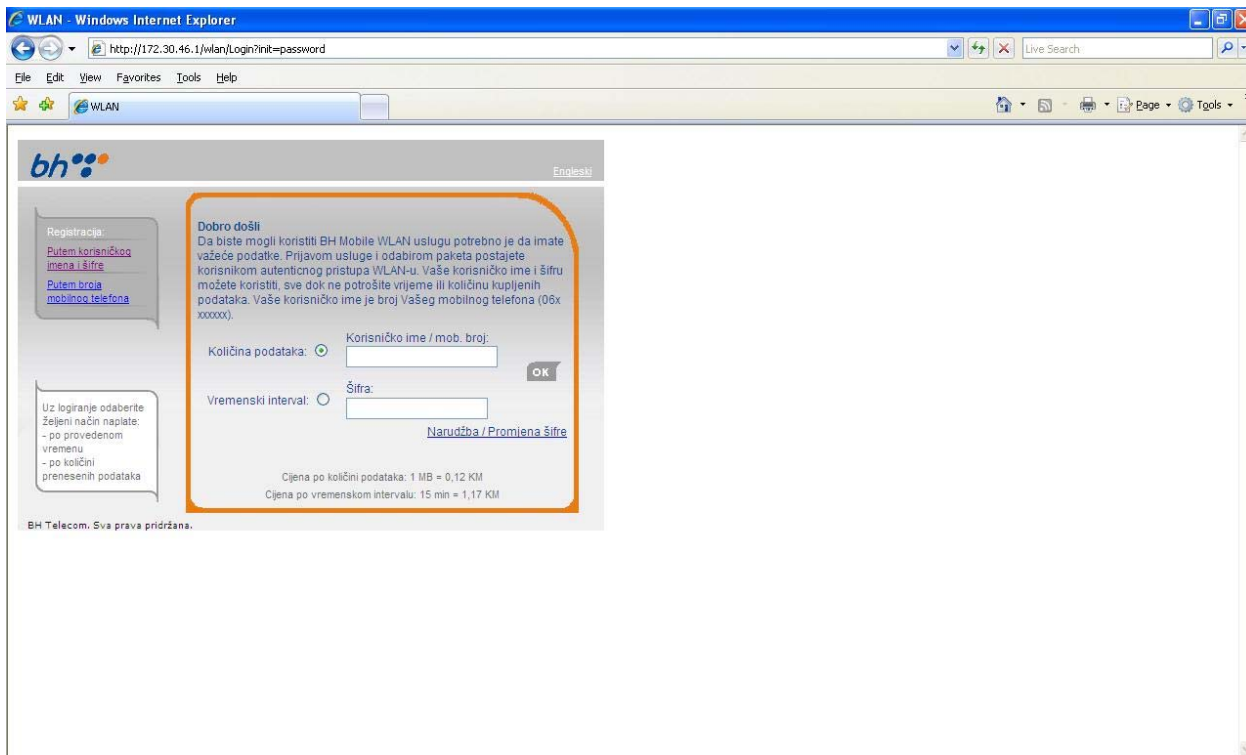 WLAN - Windows Internet Explorer
http://172.30.46.1/wlan/Login?init=password
Live Search
File Edit View Favorites Tools Help
WLAN
Page Tools
bh
Engleski
Registracija:
Putem korisničkog
imena i šifre
Putem broja
mobilnog telefona
Uz logiranje odaberite
željeni način naplate:
- po provedenom
vremenu
- po količini
prenesenih podataka
Dobro došli
Da biste mogli koristiti BH Mobile WLAN uslugu potrebno je da imate
važeće podatke. Prijavom usluge i odabirom paketa postajete
korisnikom autenticnog pristupa WLAN-u. Vaše korisničko ime i šifru
možete koristiti, sve dok ne potrošite vrijeme ili količinu kupljenih
podataka. Vaše korisničko ime je broj Vašeg mobilnog telefona (06x
xxxxxx).
Količina podataka:
Korisničko ime / mob. broj:
OK
Vremenski interval:
Šifra:
Narudžba / Promjena šifre
Cijena po količini podataka: 1 MB = 0,12 KM
Cijena po vremenskom intervalu: 15 min = 1,17 KM
BH Telecom. Sva prava pridržana.